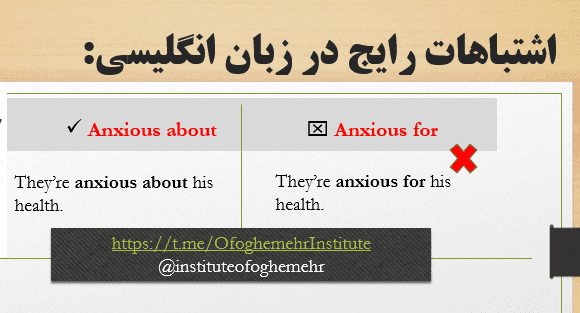 اشتباهات رایج در زبان انگلیسی:
✓ Anxious about
☒ Anxious for
They're anxious about his
health.
They're anxious for his
health.
https://t.me/OfoghemehrInstitute
@instituteofoghemehr